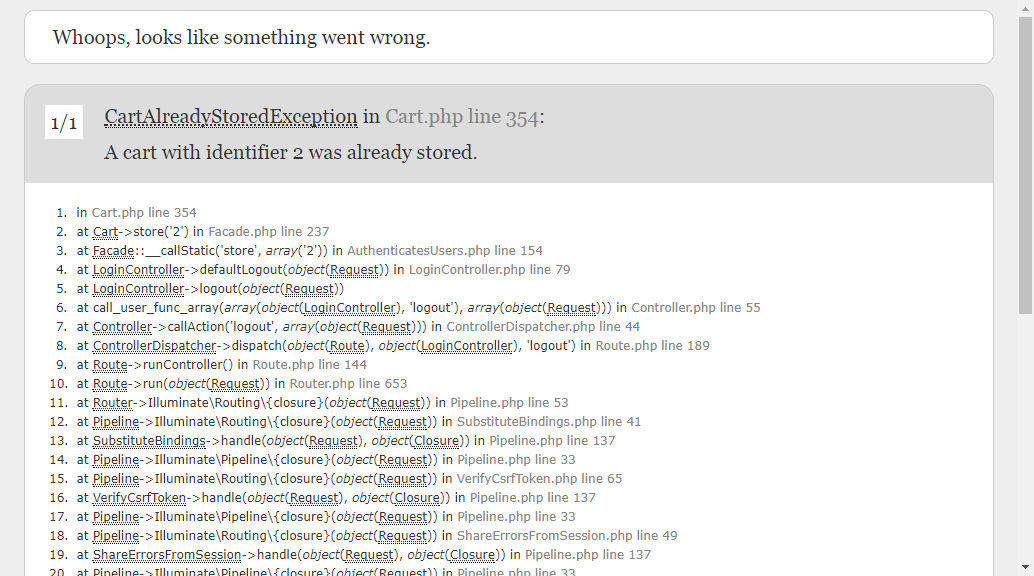 Whoops, looks like something went wrong.
1/1
CartAlreadyStoredException in Cart.php line 354:
A cart with identifier 2 was already stored.
1. in Cart.php line 354
2. at Cart->store('2') in Facade.php line 237
3. at Facade::__callStatic('store', array('2')) in AuthenticatesUsers.php line 154
4. at LoginController->defaultLogout(object(Request)) in LoginController.php line 79
5. at LoginController->logout(object(Request))
6. at call_user_func_array(array(object(LoginController), 'logout'), array(object(Request))) in Controller.php line 55
7. at Controller->callAction('logout', array(object(Request))) in ControllerDispatcher.php line 44
8. at ControllerDispatcher->dispatch(object(Route), object(LoginController), 'logout') in Route.php line 189
9. at Route->runController() in Route.php line 144
10. at Route->run(object(Request)) in Router.php line 653
11. at Router->Illuminate\Routing\{closure}(object(Request)) in Pipeline.php line 53
12. at Pipeline->Illuminate\Routing\{closure}(object(Request)) in SubstituteBindings.php line 41
13. at SubstituteBindings->handle(object(Request), object(Closure)) in Pipeline.php line 137
14. at Pipeline->Illuminate\Pipeline\{closure}(object(Request)) in Pipeline.php line 33
15. at Pipeline->Illuminate\Routing\{closure}(object(Request)) in VerifyCsrfToken.php line 65
16. at VerifyCsrfToken->handle(object(Request), object(Closure)) in Pipeline.php line 137
17. at Pipeline->Illuminate\Pipeline\{closure}(object(Request)) in Pipeline.php line 33
18. at Pipeline->Illuminate\Routing\{closure}(object(Request)) in ShareErrorsFromSession.php line 49
19. at ShareErrorsFromSession->handle(object(Request), object(Closure)) in Pipeline.php line 137
20. at Pipeline->Illuminate\Pipeline\{closure}(object(Request)) in Pipeline.php line 33